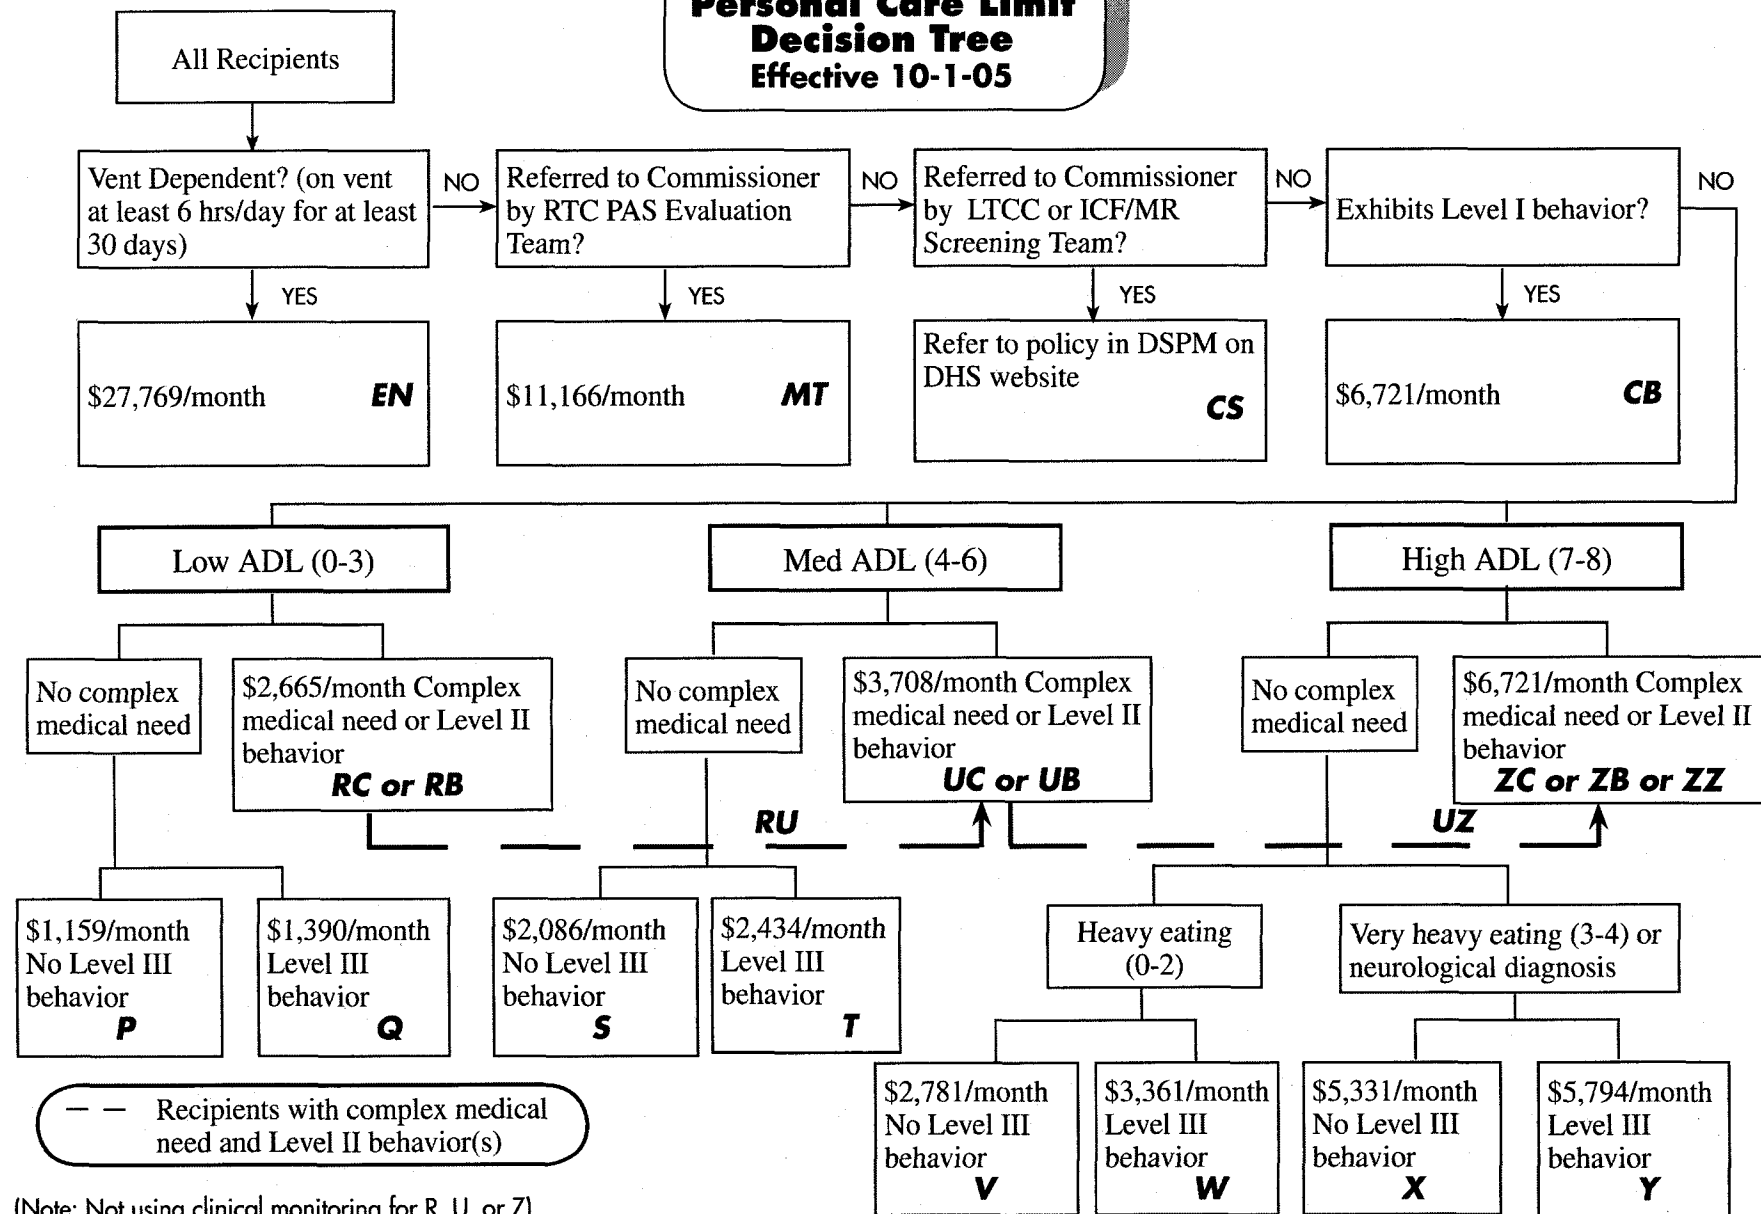 Personal Care Limit
Decision Tree
Effective 10-1-05
All Recipients
Vent Dependent? (on vent
at least 6 hrs/day for at least
30 days)
NO
Referred to Commissioner
by RTC PAS Evaluation
Team?
NO
Referred to Commissioner
by LTCC or ICF/MR
Screening Team?
NO
Exhibits Level I behavior?
NO
YES
YES
YES
YES
$27,769/month EN
$11,166/month MT
Refer to policy in DSPM on
DHS website
CS
$6,721/month CB
Low ADL (0-3)
Med ADL (4-6)
High ADL (7-8)
No complex
medical need
$2,665/month Complex
medical need or Level II
behavior
RC or RB
No complex
medical need
$3,708/month Complex
medical need or Level II
behavior
UC or UB
No complex
medical need
$6,721/month Complex
medical need or Level II
behavior
ZC or ZB or ZZ
RU
UZ
$1,159/month
No Level III
behavior
P
$1,390/month
Level III
behavior
Q
$2,086/month
No Level III
behavior
S
$2,434/month
Level III
behavior
T
Heavy eating
(0-2)
Very heavy eating (3-4) or
neurological diagnosis
$2,781/month
No Level III
behavior
V
$3,361/month
Level III
behavior
W
$5,331/month
No Level III
behavior
X
$5,794/month
Level III
behavior
Y
— — Recipients with complex medical
need and Level II behavior(s)
(Note: Not using clinical monitoring for R, U, or Z)